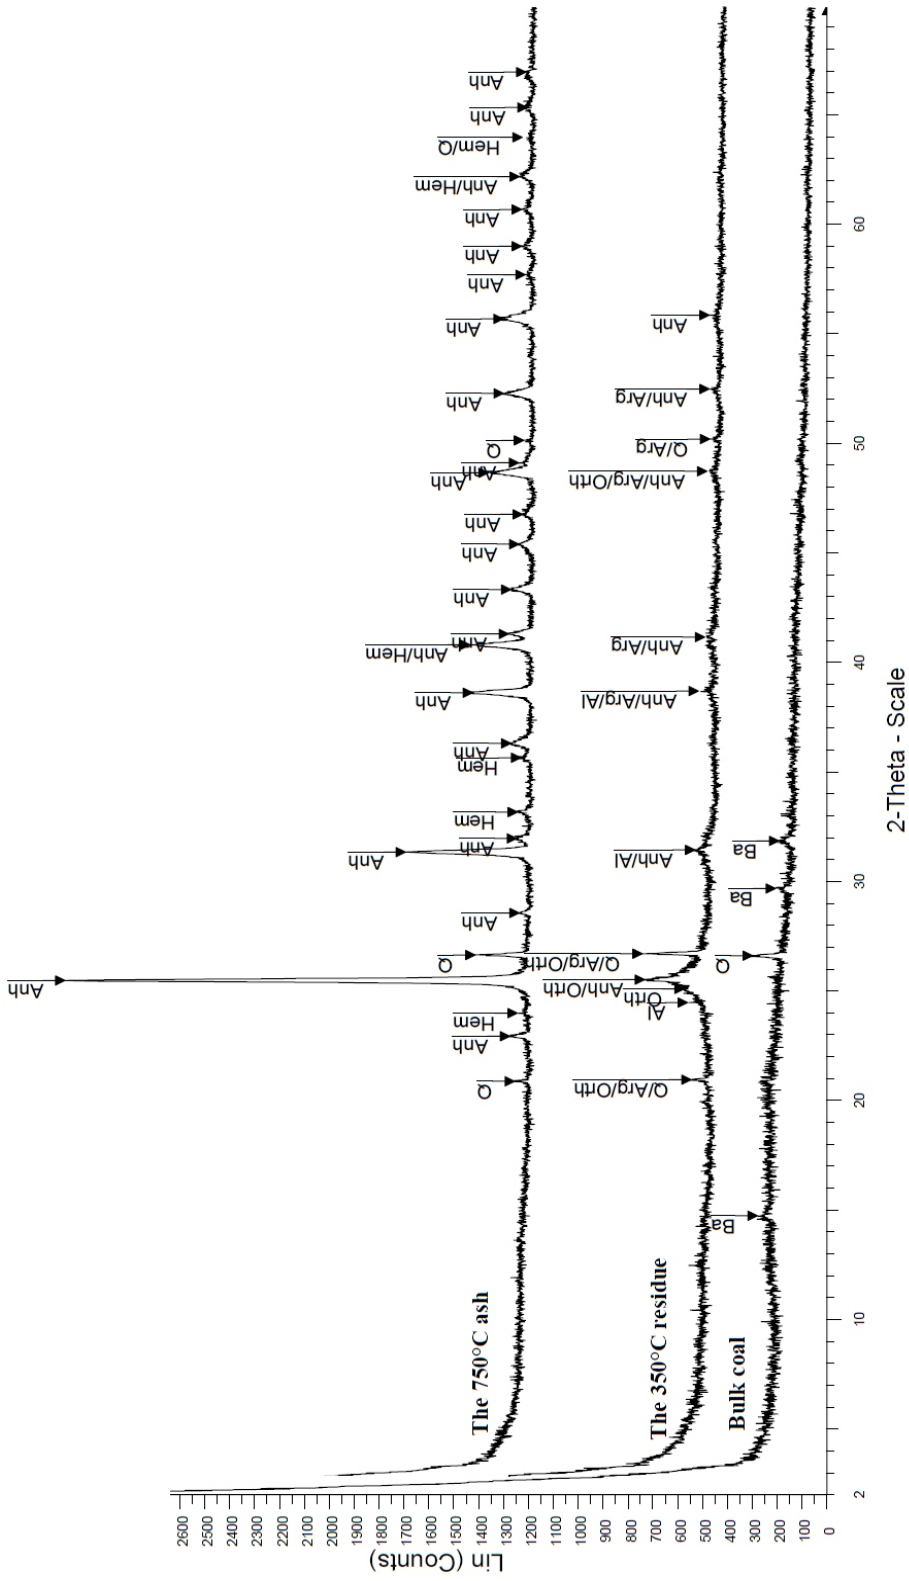 Lin (Counts)
2600
2500
2400
2300
2200
2100
2000
1900
1800
1700
1600
1500
1400
1300
1200
1100
1000
900
800
700
600
500
400
300
200
100
0
The 750°C ash
Q
Anh
Hem
Anh
Q
Anh
Anh
Anh
Hem
Hem
Anh
Anh
Anh/Hem
Anh
Anh
Anh
Anh
Anh
Anh
Q
Anh
Anh
Anh
Anh
Anh
Anh/Hem
Hem/Q
Anh
Anh
The 350°C residue
Q/Arg/Orth
Al
Orth
Anh/Orth
Q/Arg/Orth
Anh/Al
Anh/Arg/Al
Anh/Arg
Anh/Arg/Orth
Q/Arg
Anh/Arg
Anh
Bulk coal
Ba
Q
Ba
Ba
2
10
20
30
40
50
60
2-Theta - Scale